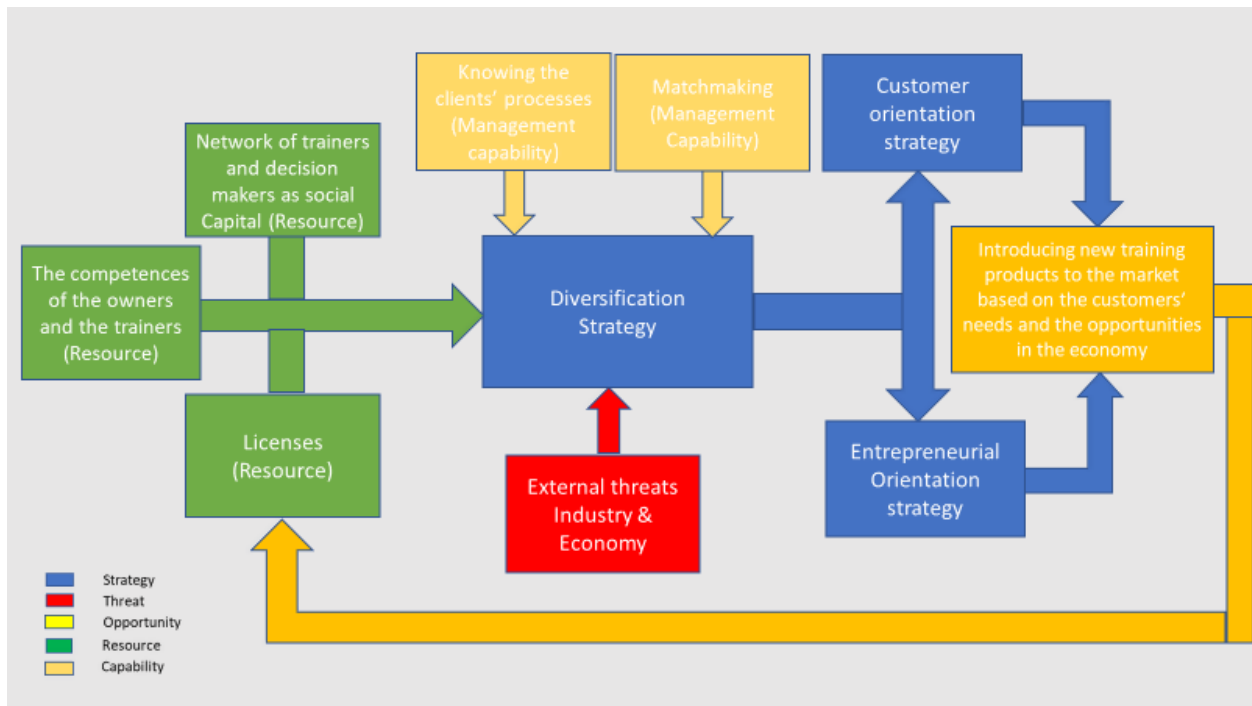 Knowing the
clients’ processes
(Management
capability)
Matchmaking
(Management
Capability)
Customer
orientation
strategy
Network of trainers
and decision
makers as social
Capital (Resource)
The competences
of the owners
and the trainers
(Resource)
Diversification
Strategy
Introducing new training
products to the market
based on the customers’
needs and the opportunities
in the economy
Licenses
(Resource)
External threats
Industry &
Economy
Entrepreneurial
Orientation
strategy
Strategy
Threat
Opportunity
Resource
Capability